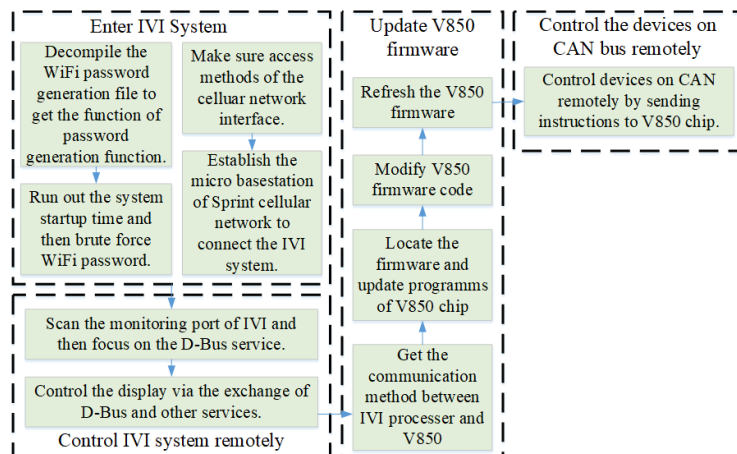 Enter IVI System
Decompile the
WiFi password
generation file to
get the function of
password
generation function.
Run out the system
startup time and
then brute force
WiFi password.
Make sure access
methods of the
celluar network
interface.
Establish the
micro basestation
of Sprint cellular
network to
connect the IVI
system.
Scan the monitoring port of IVI and
then focus on the D-Bus service.
Control the display via the exchange of
D-Bus and other services.
Control IVI system remotely
Update V850
firmware
Refresh the V850
firmware
Modify V850
firmware code
Locate the
firmware and
update programms
of V850 chip
Get the
communication
method between
IVI processer and
V850
Control the devices on
CAN bus remotely
Control devices on CAN
remotely by sending
instructions to V850 chip.